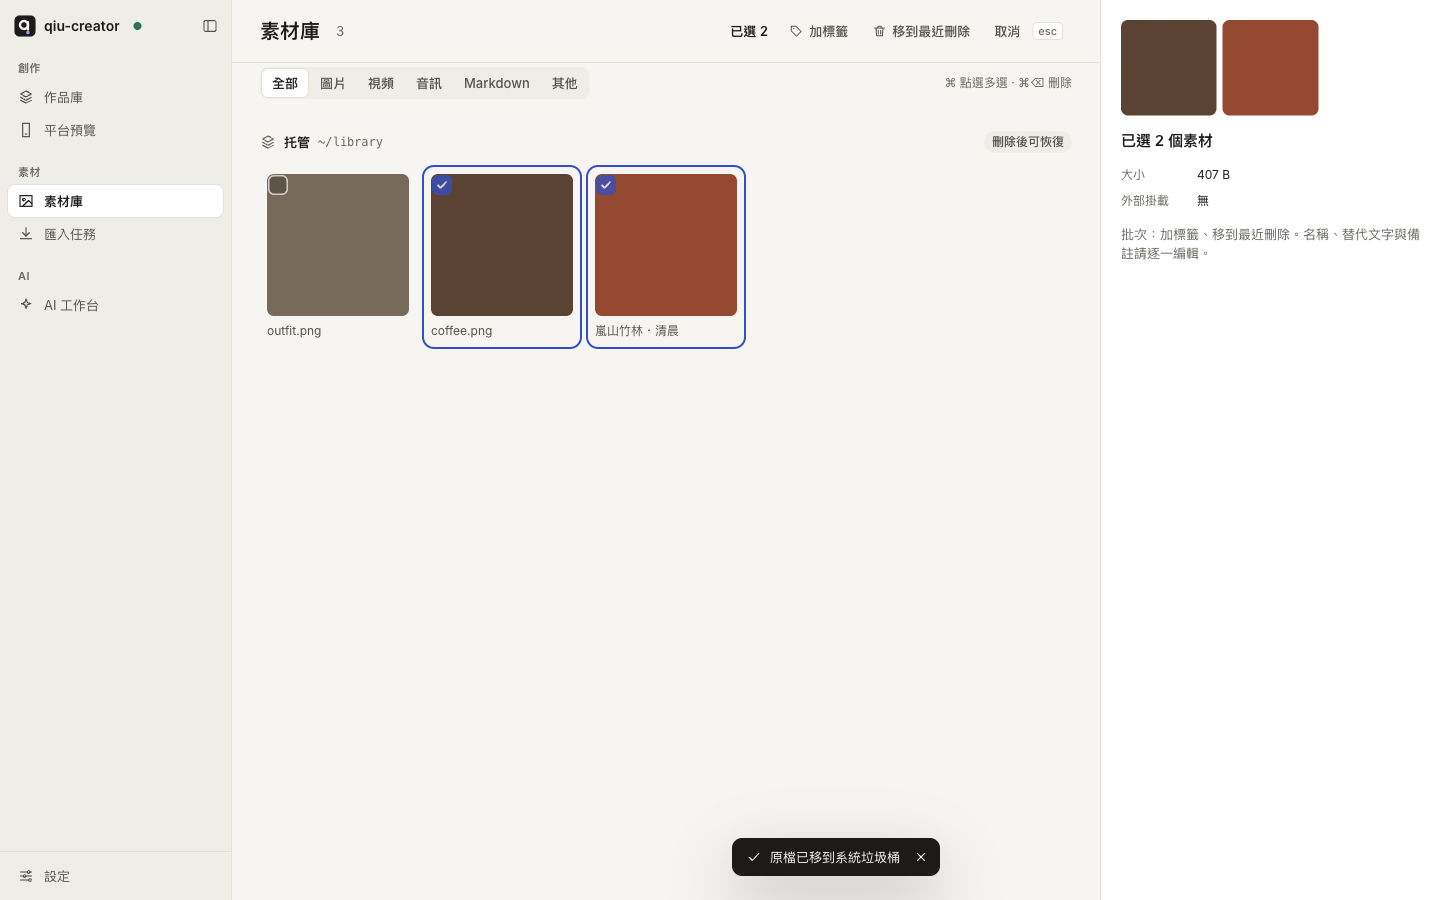 qiu-creator
創作
作品庫
平台預覽
素材
素材庫
匯入任務
AI
AI 工作台
設定
素材庫 3
已選 2 加標籤 移到最近刪除 取消 esc
全部 圖片 視頻 音訊 Markdown 其他
⌘ 點選多選 · ⌘⌫ 刪除
托管 ~/library
刪除後可恢復
outfit.png
coffee.png
嵐山竹林・清晨
原檔已移到系統垃圾桶
已選 2 個素材
大小 407 B
外部掛載 無
批次：加標籤、移到最近刪除。名稱、替代文字與備
註請逐一編輯。